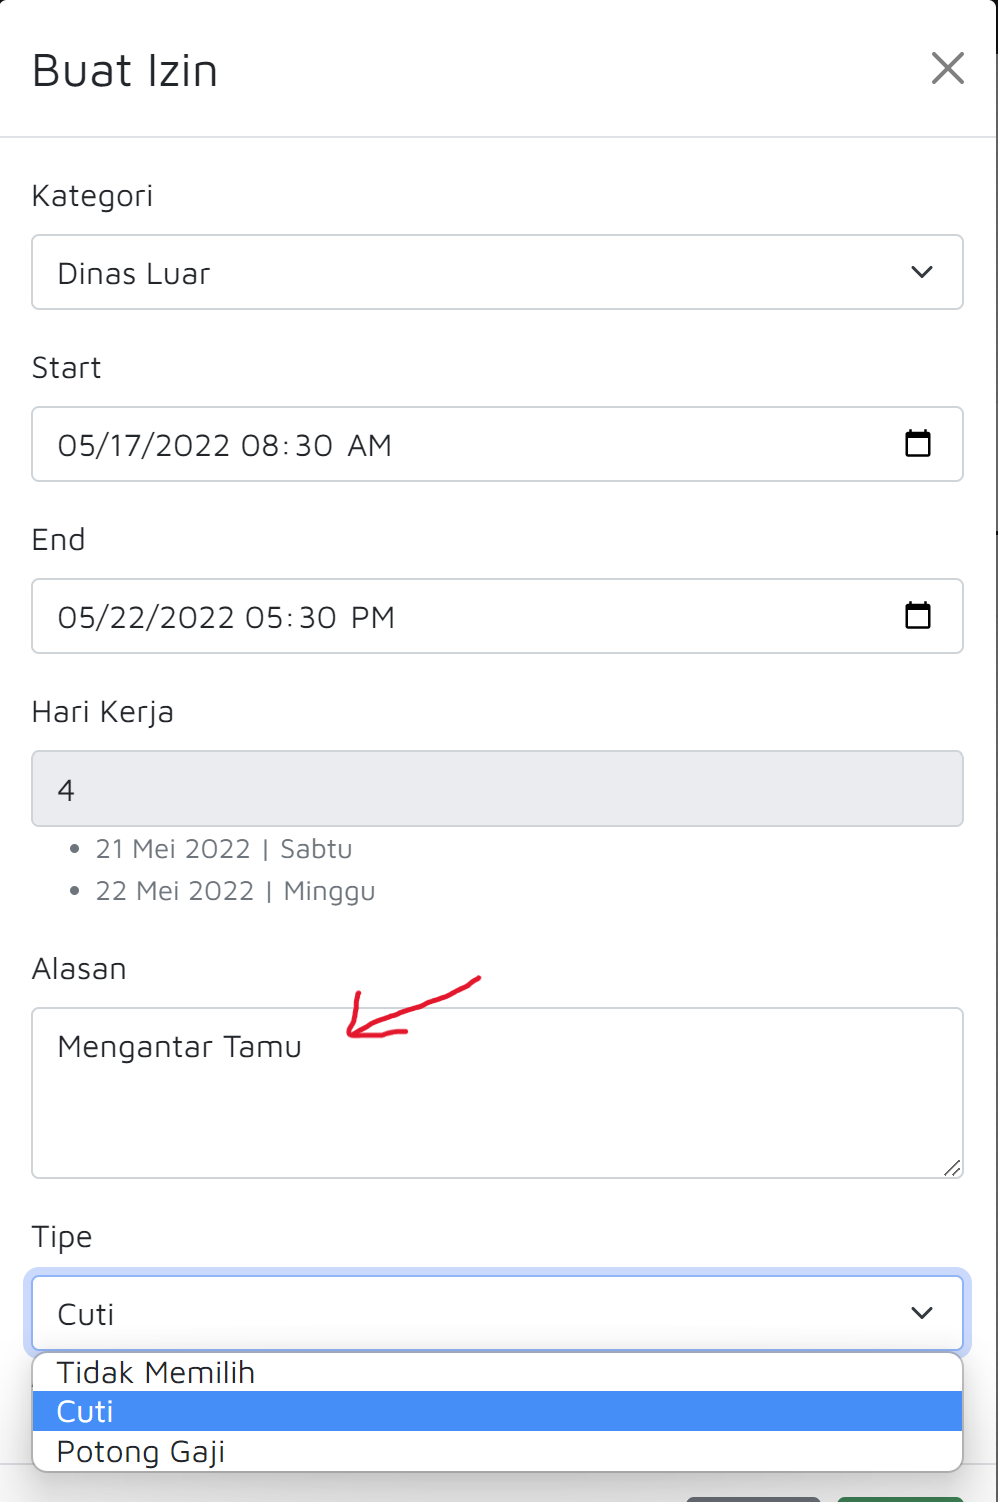 Buat Izin
Kategori
Dinas Luar
Start
05/17/2022 08:30 AM
End
05/22/2022 05:30 PM
Hari Kerja
4
21 Mei 2022 | Sabtu
22 Mei 2022 | Minggu
Alasan
Mengantar Tamu
Tipe
Cuti
Tidak Memilih
Cuti
Potong Gaji